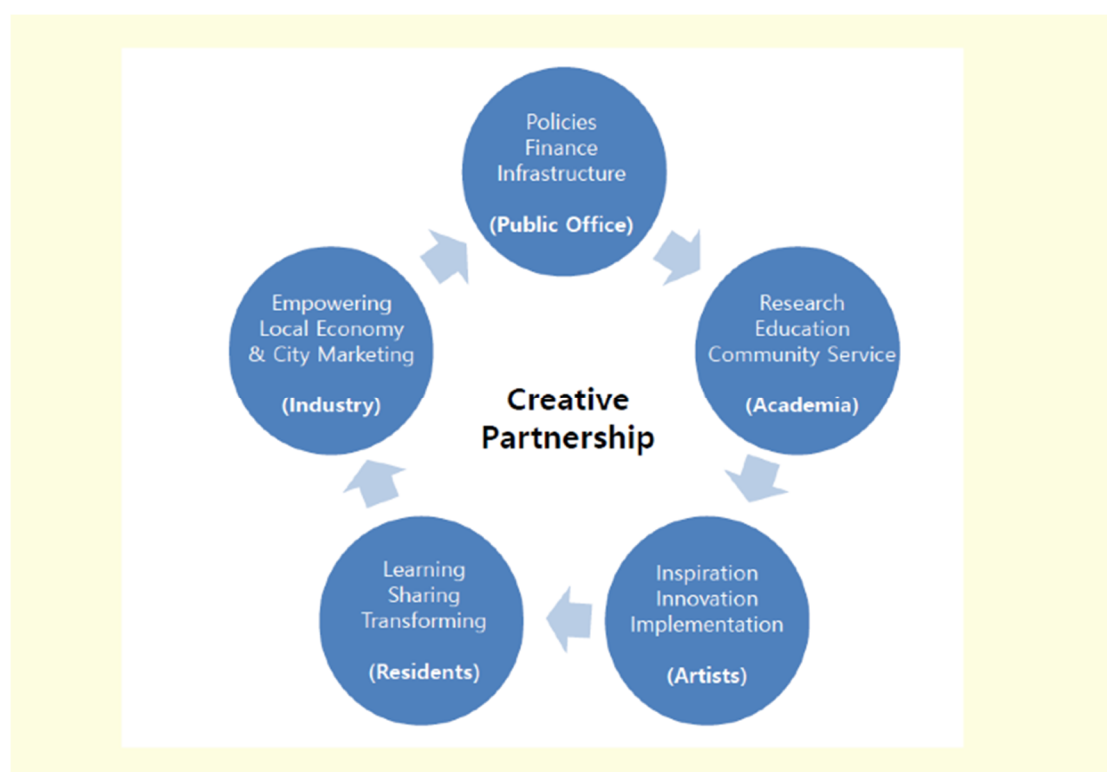 Policies
Finance
Infrastructure
(Public Office)
Research
Education
Community Service
(Academia)
Inspiration
Innovation
Implementation
(Artists)
Learning
Sharing
Transforming
(Residents)
Empowering
Local Economy
& City Marketing
(Industry)
Creative
Partnership